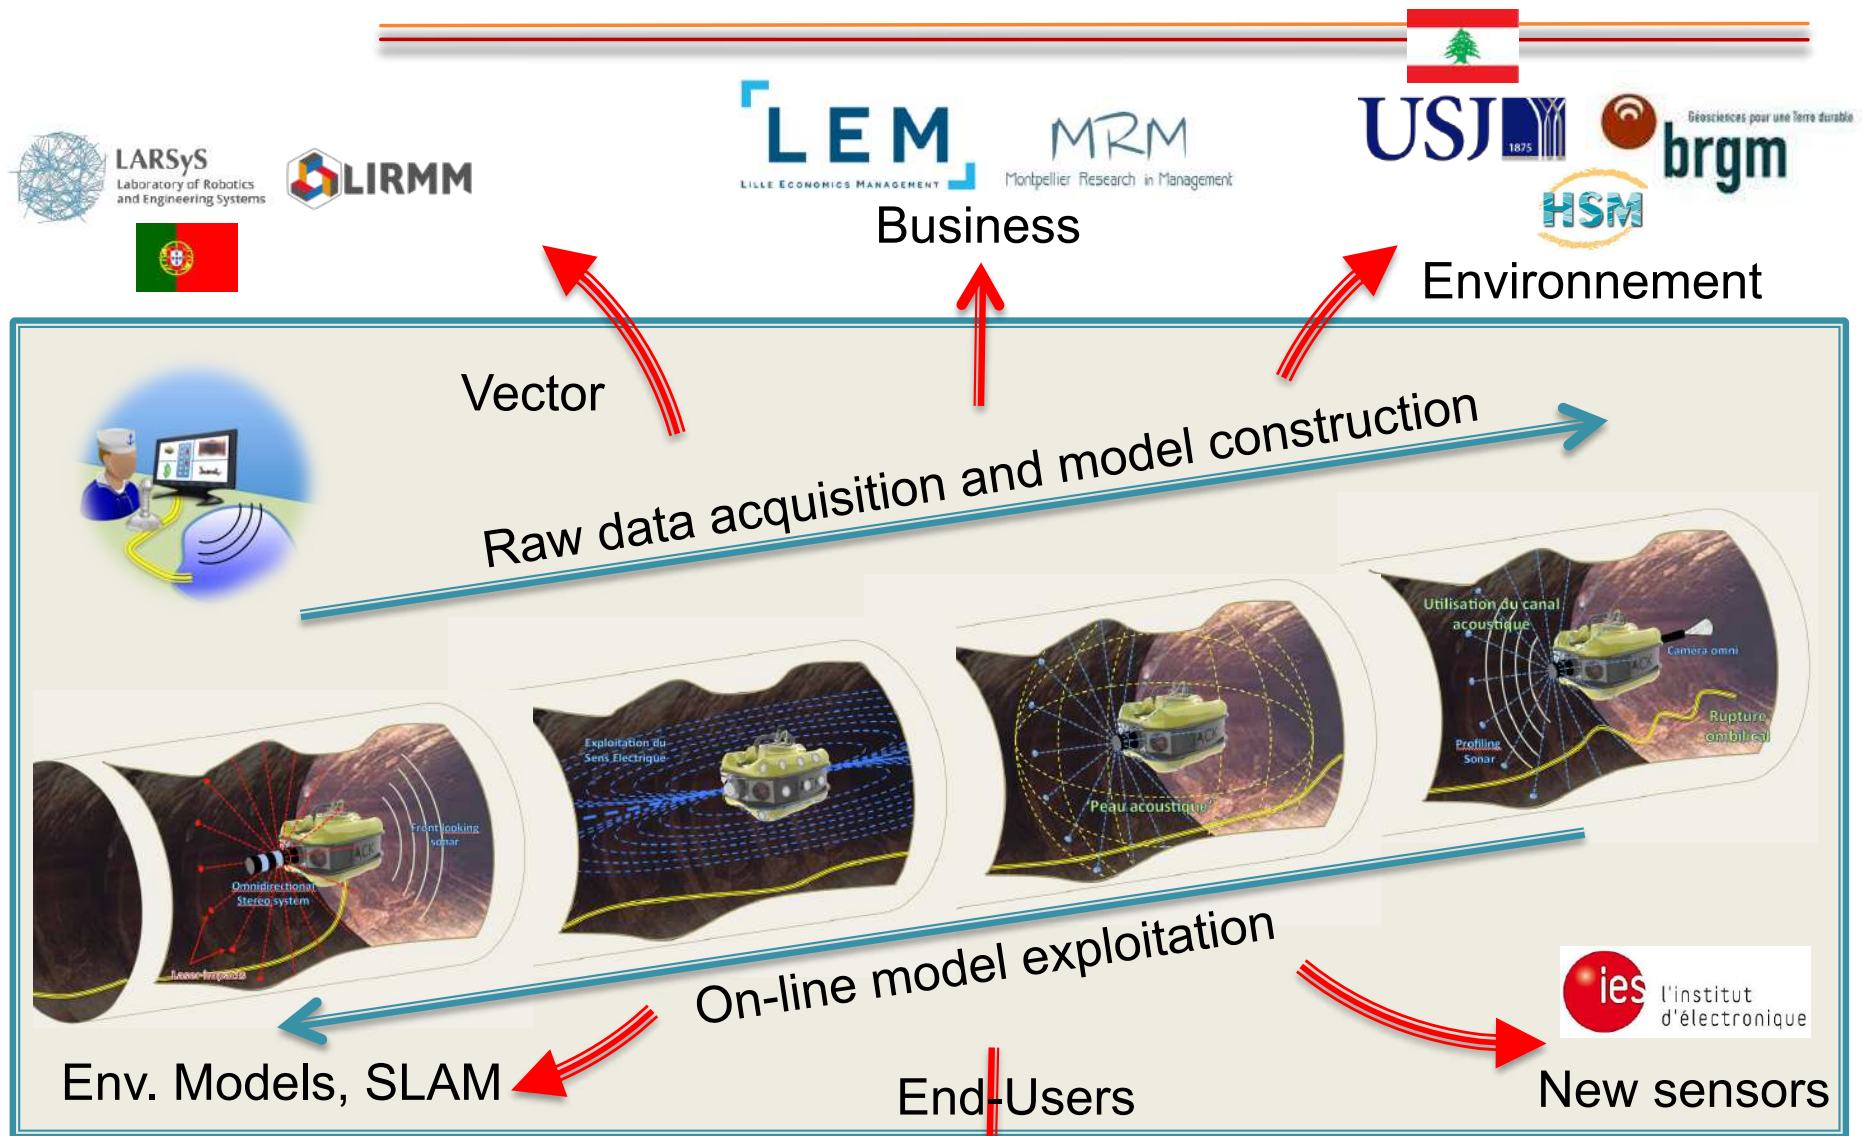 LARSyS
Laboratory of Robotics
and Engineering Systems
LIRMM
LEM
LILLE ECONOMICS MANAGEMENT
MRM
Montpellier Research in Management
Business
USJ
1875
Géosciences pour une Terre durable
brgm
HSM
Environnement
Vector
Raw data acquisition and model construction
Utilisation du canal
acoustique
Camera omni
Profiling
Sonar
Rupture
ombilical
ACK
Peau acoustique
ACK
Exploitation du
Sens Electrique
Front looking
sonar
ACK
Omnidirectional
Stereo system
Laser-impacts
On-line model exploitation
ies
l'institut
d'électronique
Env. Models, SLAM
End-Users
New sensors